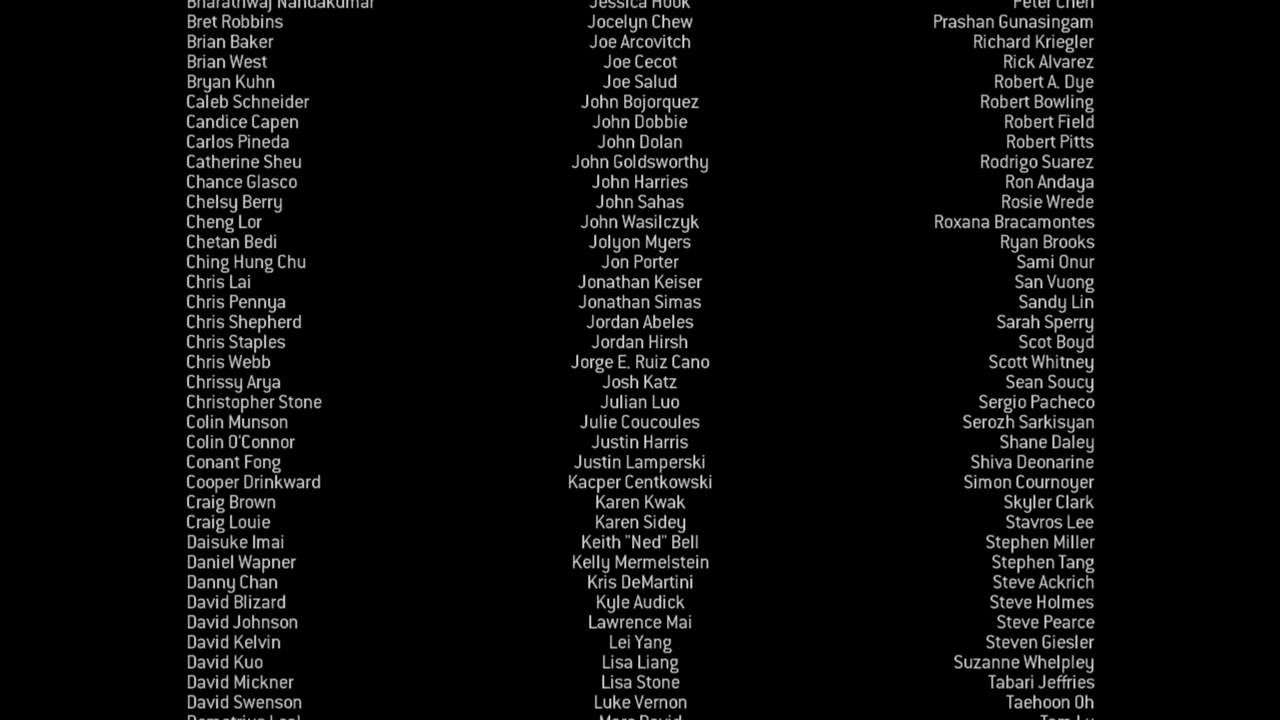 Bharathwaj Nandakumar
Bret Robbins
Brian Baker
Brian West
Bryan Kuhn
Caleb Schneider
Candice Capen
Carlos Pineda
Catherine Sheu
Chance Glasco
Chelsy Berry
Cheng Lor
Chetan Bedi
Ching Hung Chu
Chris Lai
Chris Pennya
Chris Shepherd
Chris Staples
Chris Webb
Chrissy Arya
Christopher Stone
Colin Munson
Colin O'Connor
Conant Fong
Cooper Drinkward
Craig Brown
Craig Louie
Daisuke Imai
Daniel Wapner
Danny Chan
David Blizard
David Johnson
David Kelvin
David Kuo
David Mickner
David Swenson
Jessica Hook
Jocelyn Chew
Joe Arcovitch
Joe Cecot
Joe Salud
John Bojorquez
John Dobbie
John Dolan
John Goldsworthy
John Harries
John Sahas
John Wasilczyk
Jolyon Myers
Jon Porter
Jonathan Keiser
Jonathan Simas
Jordan Abeles
Jordan Hirsh
Jorge E. Ruiz Cano
Josh Katz
Julian Luo
Julie Coucoules
Justin Harris
Justin Lamperski
Kacper Centkowski
Karen Kwak
Karen Sidey
Keith "Ned" Bell
Kelly Mermelstein
Kris DeMartini
Kyle Audick
Lawrence Mai
Lei Yang
Lisa Liang
Lisa Stone
Luke Vernon
Peter Chen
Prashan Gunasingam
Richard Kriegler
Rick Alvarez
Robert A. Dye
Robert Bowling
Robert Field
Robert Pitts
Rodrigo Suarez
Ron Andaya
Rosie Wrede
Roxana Bracamontes
Ryan Brooks
Sami Onur
San Vuong
Sandy Lin
Sarah Sperry
Scot Boyd
Scott Whitney
Sean Soucy
Sergio Pacheco
Serozh Sarkisyan
Shane Daley
Shiva Deonarine
Simon Cournoyer
Skyler Clark
Stavros Lee
Stephen Miller
Stephen Tang
Steve Ackrich
Steve Holmes
Steve Pearce
Steven Giesler
Suzanne Whelpley
Tabari Jeffries
Taehoon Oh